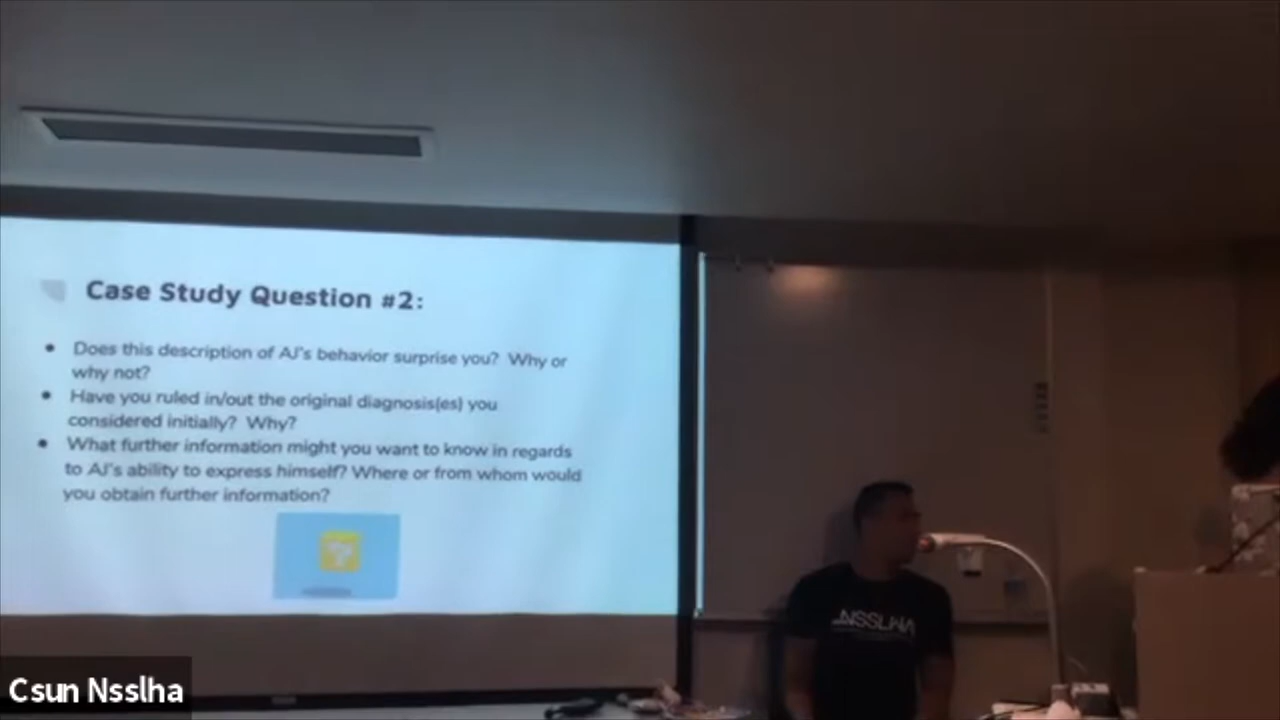 Case Study Question #2:
• Does this description of AJ's behavior surprise you? Why or
why not?
• Have you ruled in/out the original diagnosis(es) you
considered initially? Why?
• What further information might you want to know in regards
to AJ's ability to express himself? Where or from whom would
you obtain further information?
?
NSSLHA
Csun Nsslha